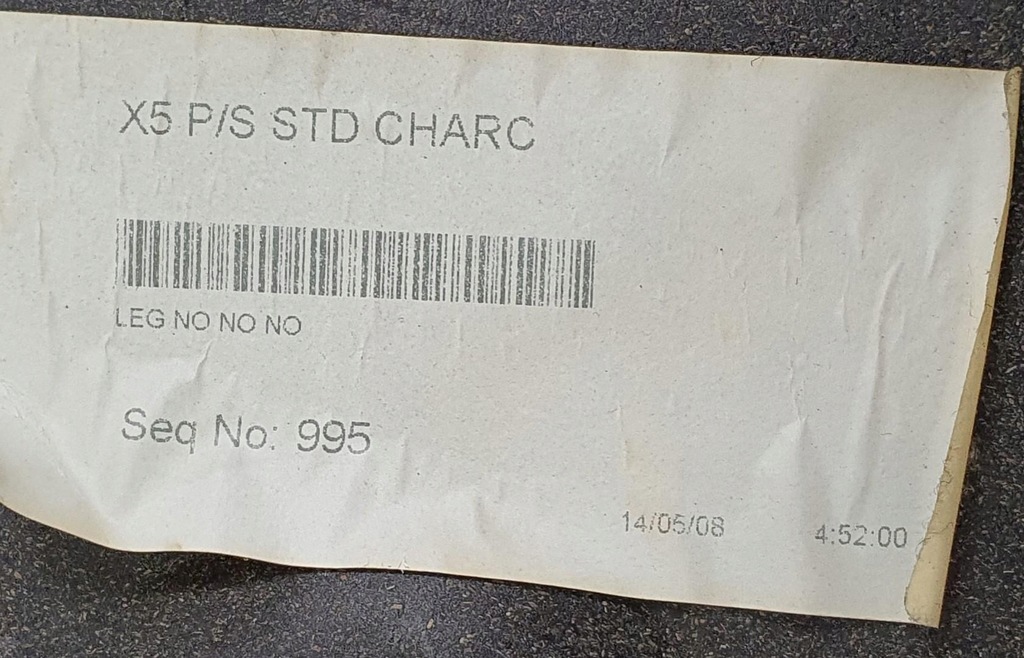 X5 P/S STD CHARC
LEG NO NO NO
Seq No: 995
14/05/08 4:52:00